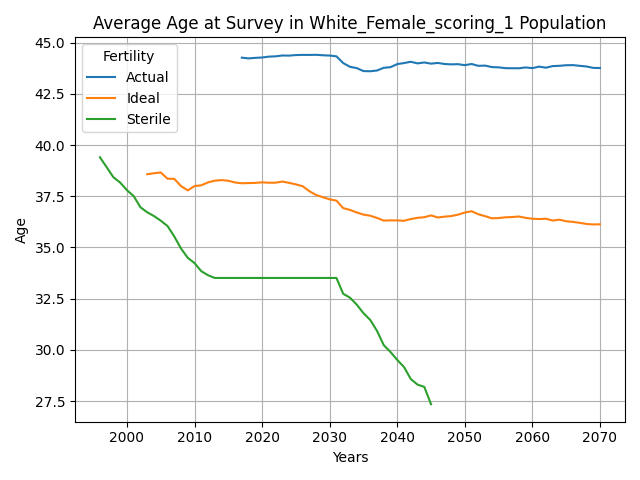 Average Age at Survey in White_Female_scoring_1 Population
Fertility
Actual
Ideal
Sterile
Age
45.0
42.5
40.0
37.5
35.0
32.5
30.0
27.5
2000 2010 2020 2030 2040 2050 2060 2070
Years